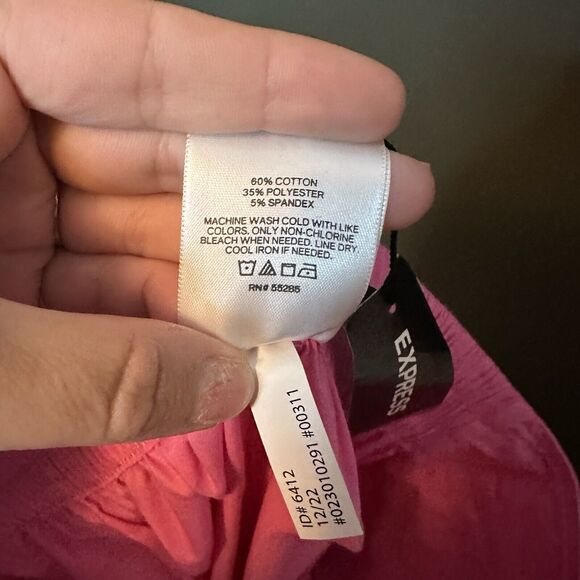 60% COTTON
35% POLYESTER
5% SPANDEX
MACHINE WASH COLD WITH LIKE
COLORS. ONLY NON-CHLORINE
BLEACH WHEN NEEDED. LINE DRY
COOL IRON IF NEEDED.
RN# 55285
EXPRESS
ID# 6412
12/22
#023010291 #00311